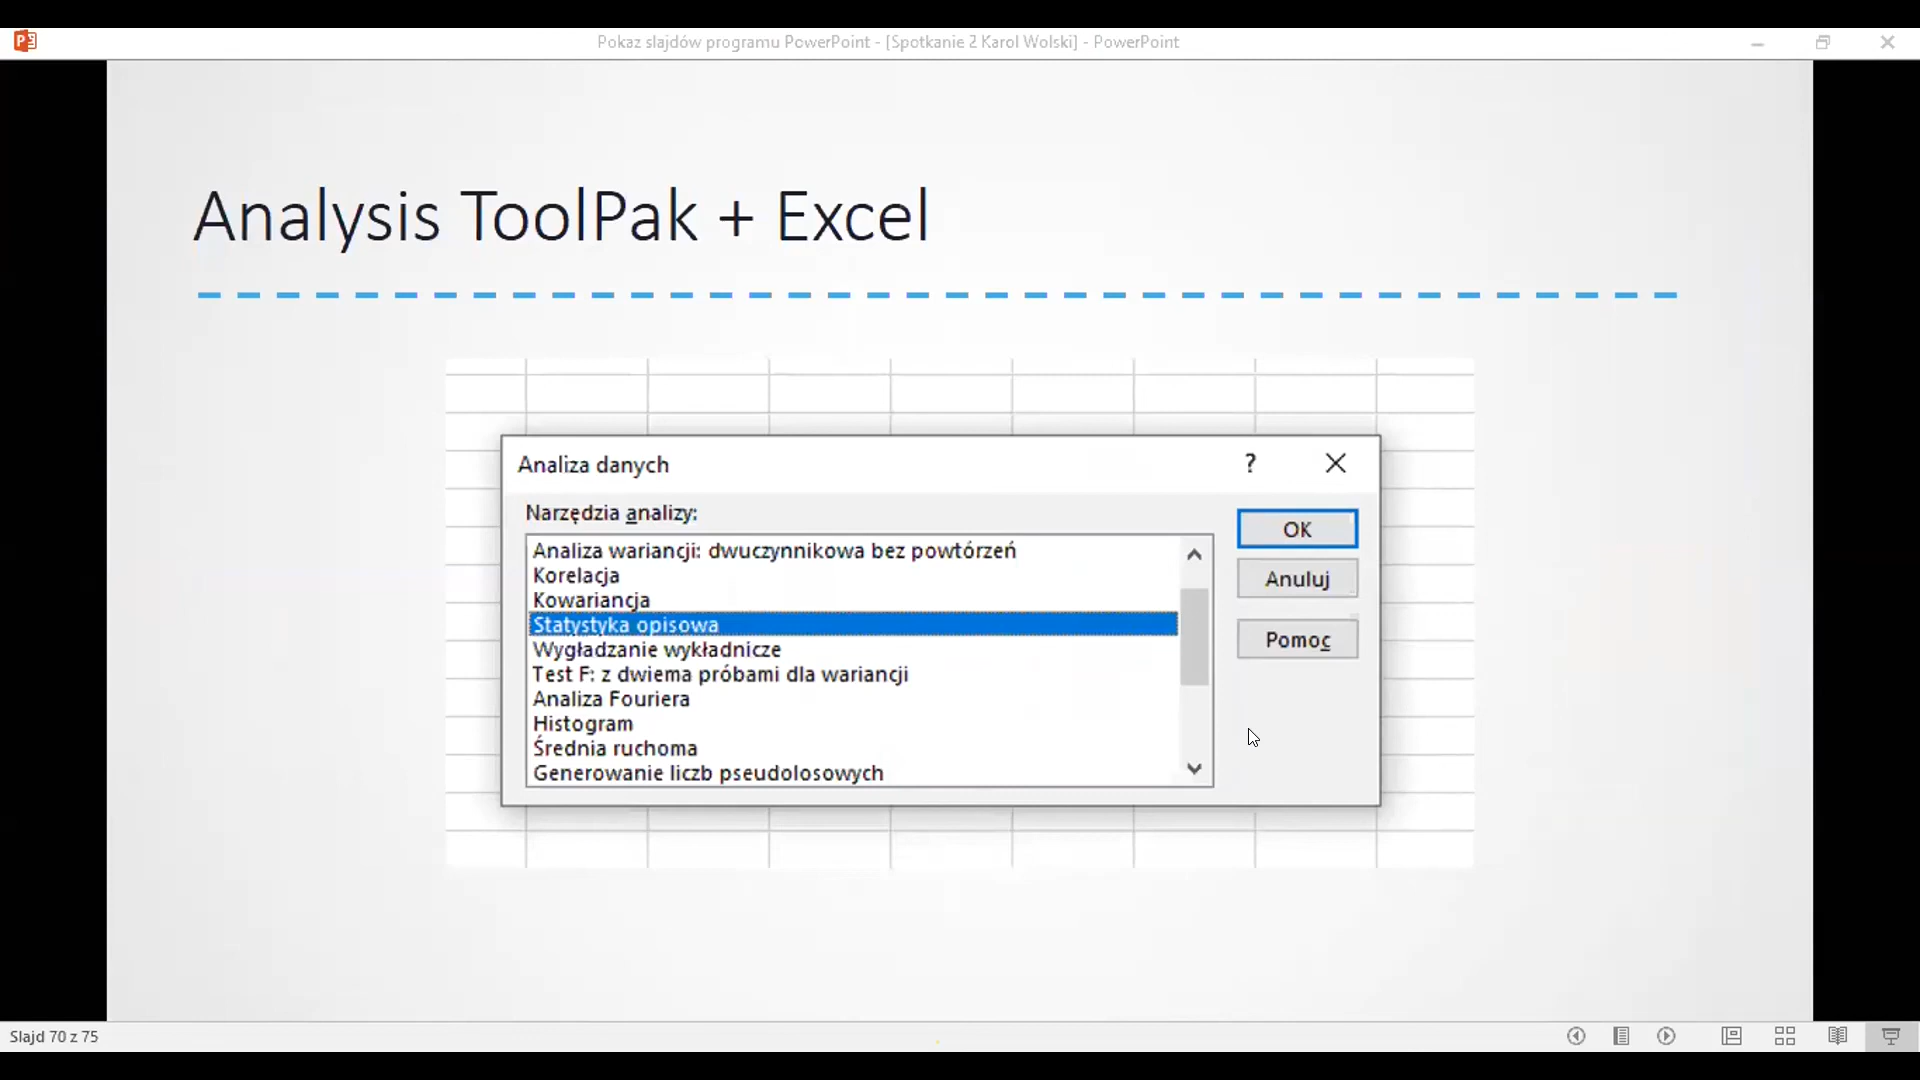 Pokaz slajdów programu PowerPoint - [Spotkanie 2 Karol Wolski] - PowerPoint
Analysis ToolPak + Excel
Analiza danych
?
Narzędzia analizy:
OK
Analiza wariancji: dwuczynnikowa bez powtórzeń
Korelacja
Anuluj
Kowariancja
Statystyka opisowa
Pomoc
Wygładzanie wykładnicze
Test F: z dwiema próbami dla wariancji
Analiza Fouriera
Histogram
Średnia ruchoma
Generowanie liczb pseudolosowych
Slajd 70 z 75